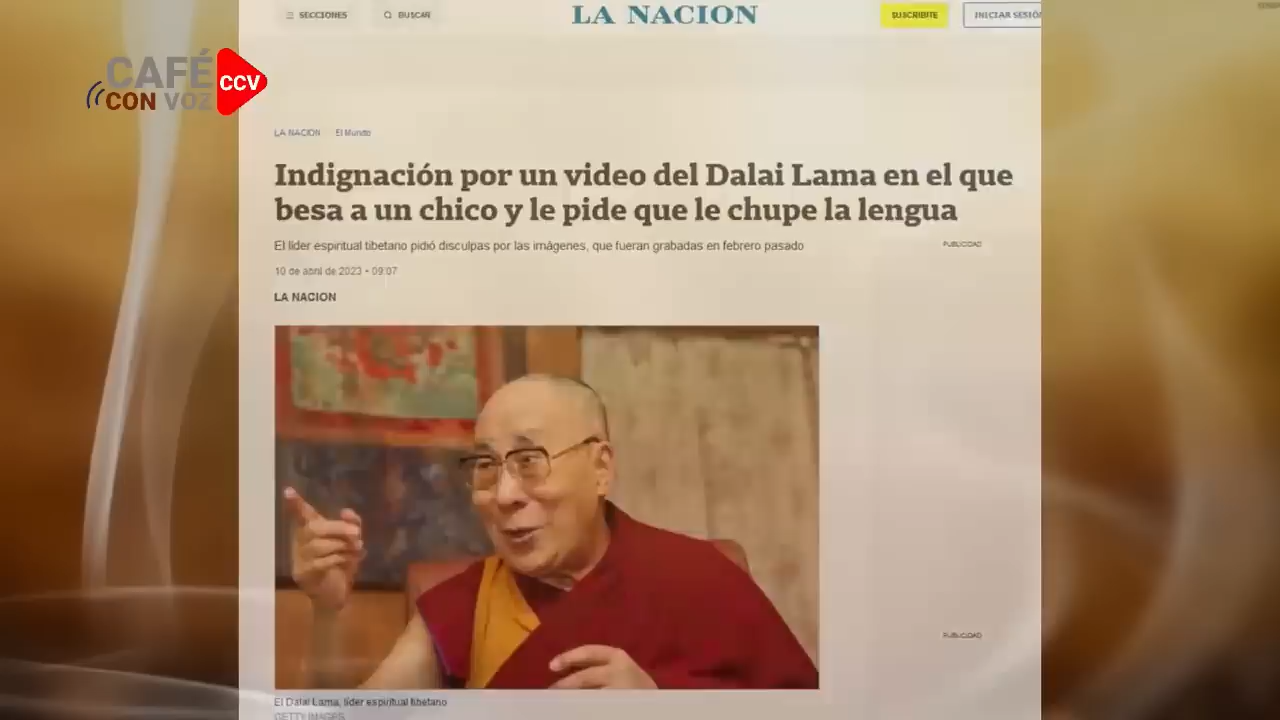 SECCIONES
BUSCAR
LA NACION
SUSCRIBITE
INICIAR SESIÓN
CAFÉ
CON VOZ
CCV
LA NACION El Mundo
Indignación por un video del Dalai Lama en el que
besa a un chico y le pide que le chupe la lengua
El líder espiritual tibetano pidió disculpas por las imágenes, que fueran grabadas en febrero pasado
PUBLICIDAD
10 de abril de 2023 • 09:07
LA NACION
PUBLICIDAD
El Dalai Lama, líder espiritual tibetano
GETTY IMAGES